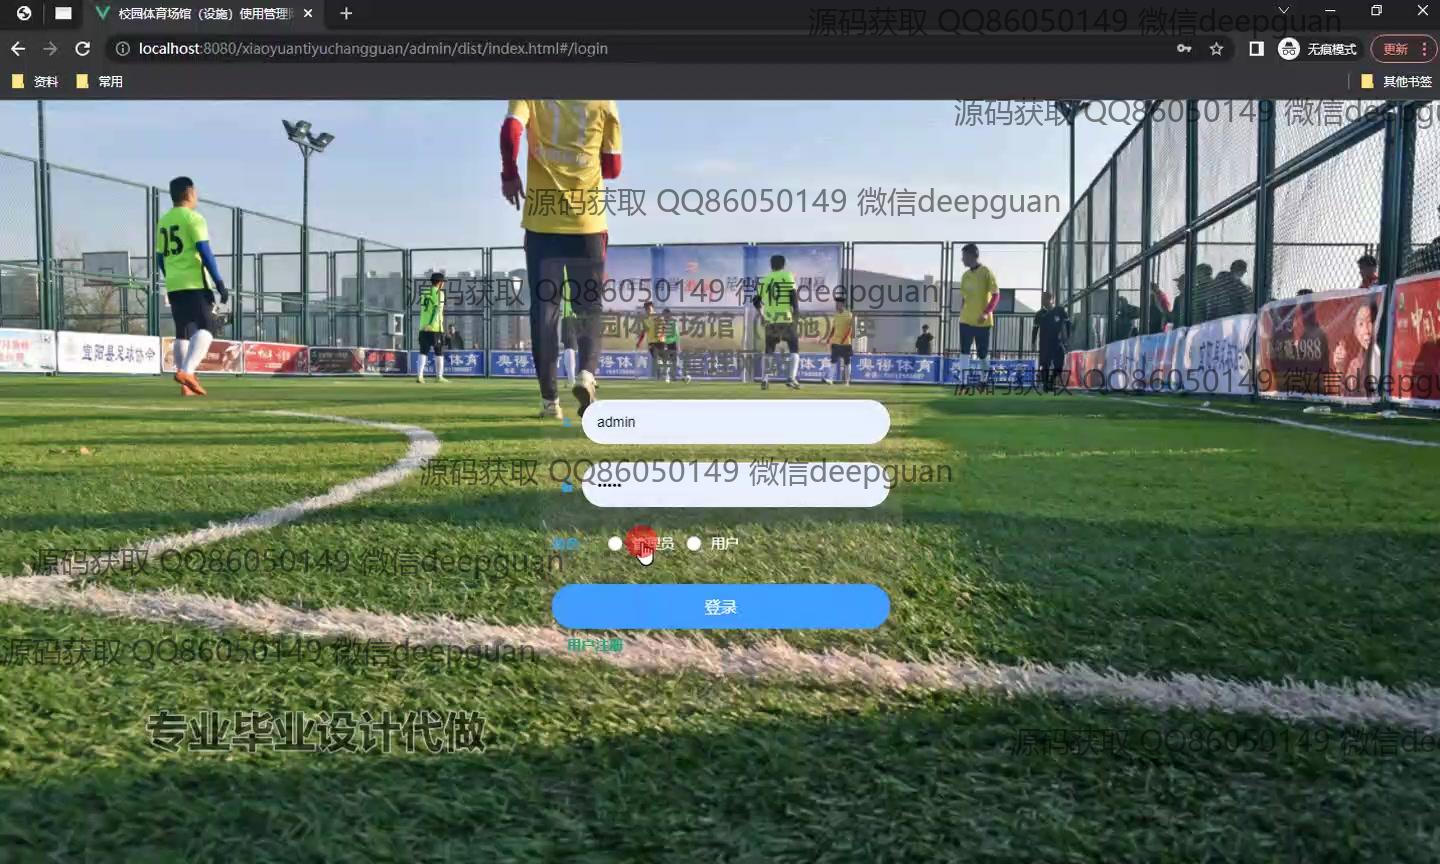 校园体育场馆（设施）使用管理
localhost:8080/xiaoyuantiyuchangguan/admin/dist/index.html#/login
无痕模式
更新
资料
常用
其他书签
源码获取 QQ86050149 微信deepguan
源码获取 QQ86050149 微信deepgu
源码获取 QQ86050149 微信deepguan
11
15
源码获取 QQ86050149 微信deepguan
园体育场馆（设施）使
宜阳县足球协会
奥得体育
奥得体育
1988
源码获取 QQ86050149 微信deepgu
admin
源码获取 QQ86050149 微信deepguan
•••••
理员
用户
源码获取 QQ86050149 微信deepguan
登录
用户注册
源码获取 QQ86050149 微信deepguan
专业毕业设计代做
源码获取 QQ86050149 微信dee